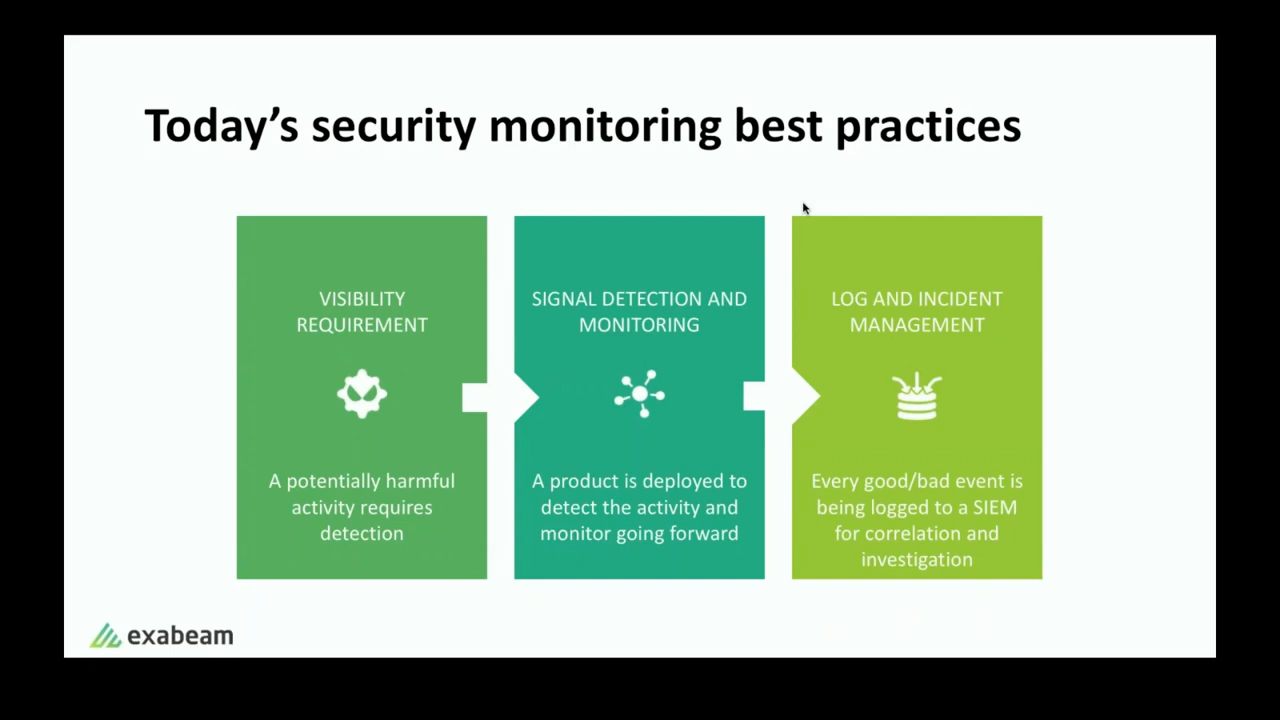 Today’s security monitoring best practices
VISIBILITY
REQUIREMENT
A potentially harmful
activity requires
detection
SIGNAL DETECTION AND
MONITORING
A product is deployed to
detect the activity and
monitor going forward
LOG AND INCIDENT
MANAGEMENT
Every good/bad event is
being logged to a SIEM
for correlation and
investigation
exabeam